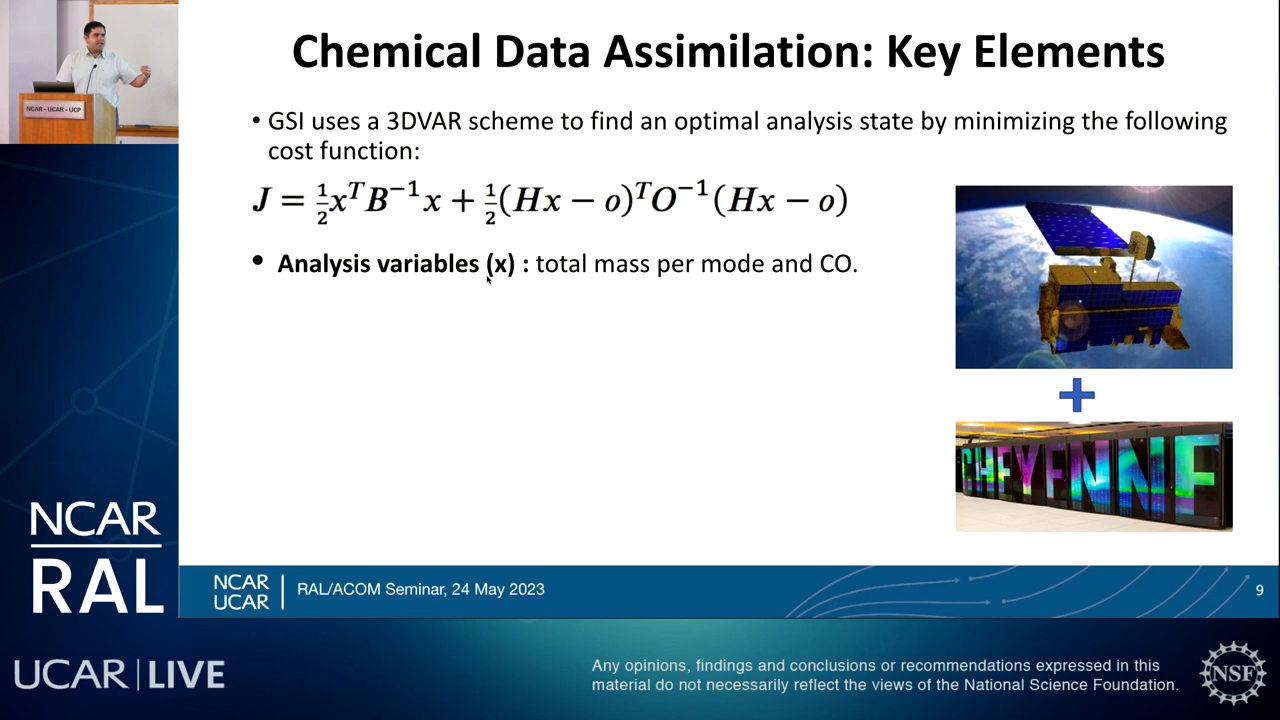 NCAR • UCAR • UCP
Chemical Data Assimilation: Key Elements
• GSI uses a 3DVAR scheme to find an optimal analysis state by minimizing the following
cost function:
J = ½xᵀB⁻¹x + ½(Hx − o)ᵀO⁻¹(Hx − o)
• Analysis variables (x) : total mass per mode and CO.
CHEYENNE
NCAR
RAL
NCAR
UCAR
RAL/ACOM Seminar, 24 May 2023
9
UCAR | LIVE
Any opinions, findings and conclusions or recommendations expressed in this
material do not necessarily reflect the views of the National Science Foundation.
NSF